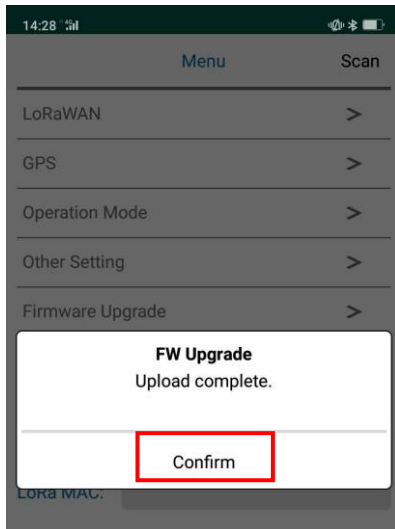 14:28 4G
Menu
Scan
LoRaWAN >
GPS >
Operation Mode >
Other Setting >
Firmware Upgrade >
FW Upgrade
Upload complete.
Confirm
LoRa MAC: